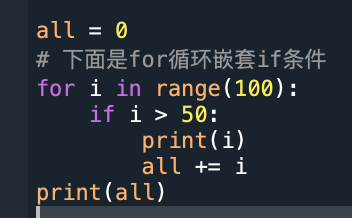 all = 0
# 下面是for循环嵌套if条件
for i in range(100):
    if i > 50:
        print(i)
        all += i
print(all)